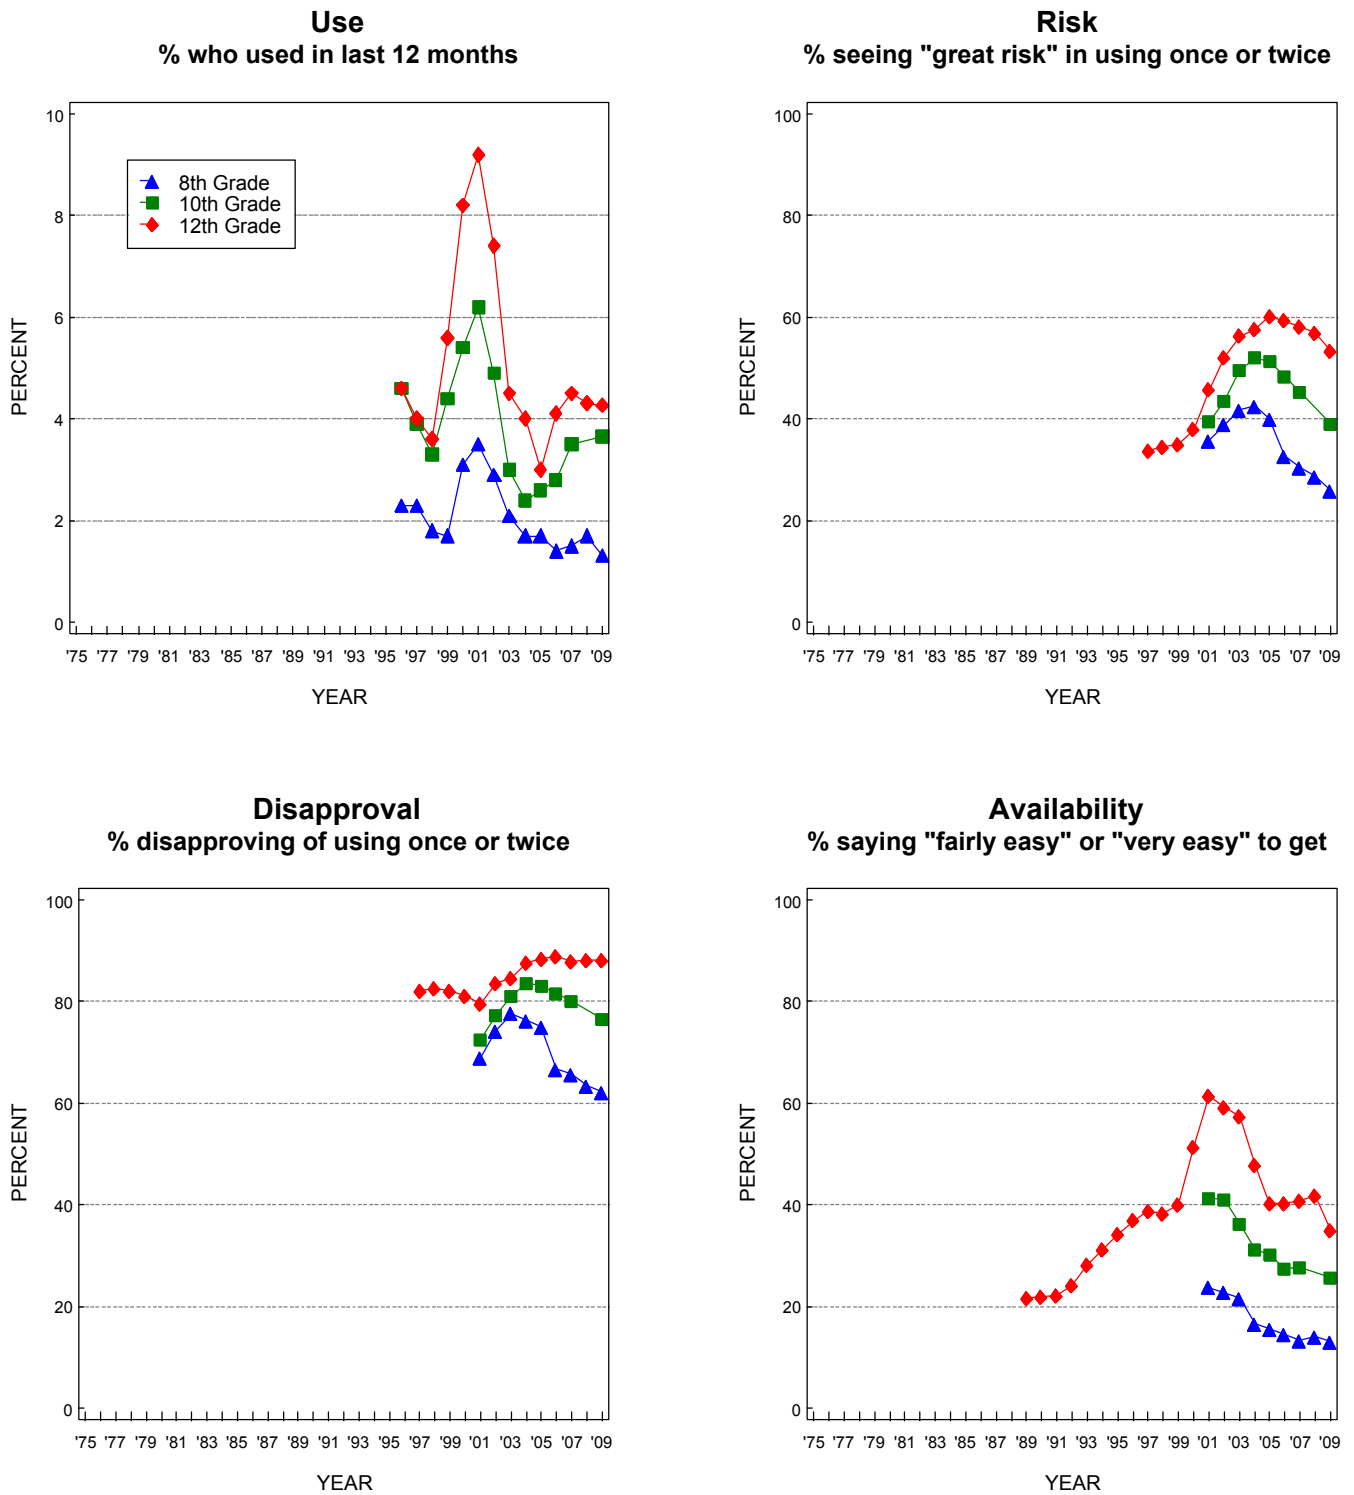 Use
% who used in last 12 months
10
8
6
4
2
0
PERCENT
8th Grade
10th Grade
12th Grade
'75 '77 '79 '81 '83 '85 '87 '89 '91 '93 '95 '97 '99 '01 '03 '05 '07 '09
YEAR
Risk
% seeing "great risk" in using once or twice
100
80
60
40
20
0
PERCENT
'75 '77 '79 '81 '83 '85 '87 '89 '91 '93 '95 '97 '99 '01 '03 '05 '07 '09
YEAR
Disapproval
% disapproving of using once or twice
100
80
60
40
20
0
PERCENT
'75 '77 '79 '81 '83 '85 '87 '89 '91 '93 '95 '97 '99 '01 '03 '05 '07 '09
YEAR
Availability
% saying "fairly easy" or "very easy" to get
100
80
60
40
20
0
PERCENT
'75 '77 '79 '81 '83 '85 '87 '89 '91 '93 '95 '97 '99 '01 '03 '05 '07 '09
YEAR